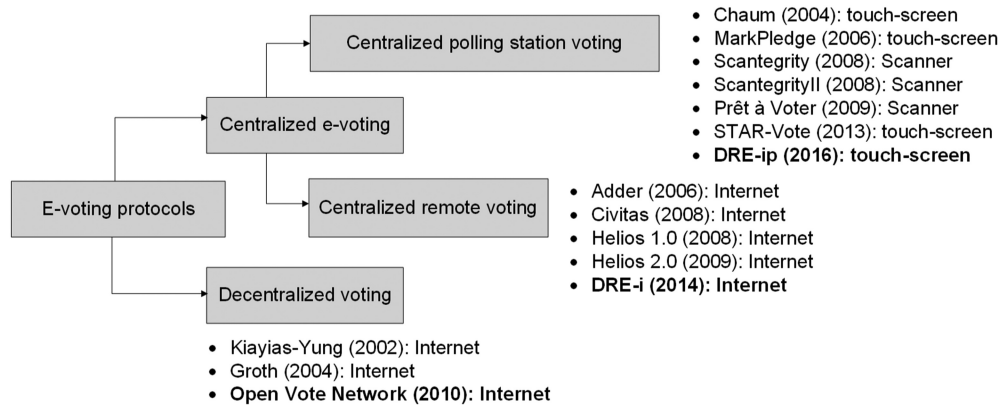 Centralized polling station voting
• Chaum (2004): touch-screen
• MarkPledge (2006): touch-screen
• Scantegrity (2008): Scanner
• ScantegrityII (2008): Scanner
• Prêt à Voter (2009): Scanner
• STAR-Vote (2013): touch-screen
• DRE-ip (2016): touch-screen
Centralized e-voting
E-voting protocols
Centralized remote voting
• Adder (2006): Internet
• Civitas (2008): Internet
• Helios 1.0 (2008): Internet
• Helios 2.0 (2009): Internet
• DRE-i (2014): Internet
Decentralized voting
• Kiayias-Yung (2002): Internet
• Groth (2004): Internet
• Open Vote Network (2010): Internet